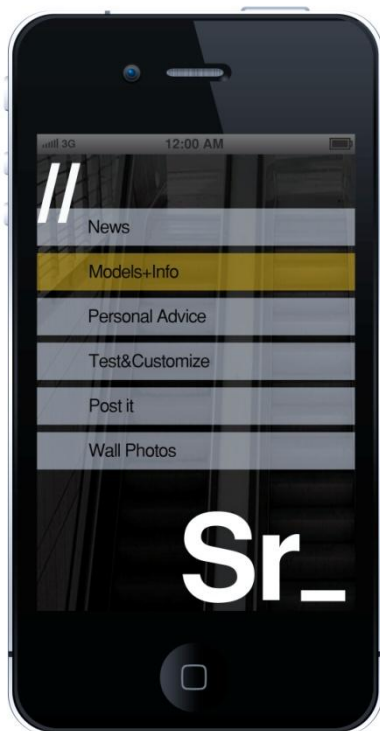 3G 12:00 AM
//
News
Models+Info
Personal Advice
Test&Customize
Post it
Wall Photos
Sr_